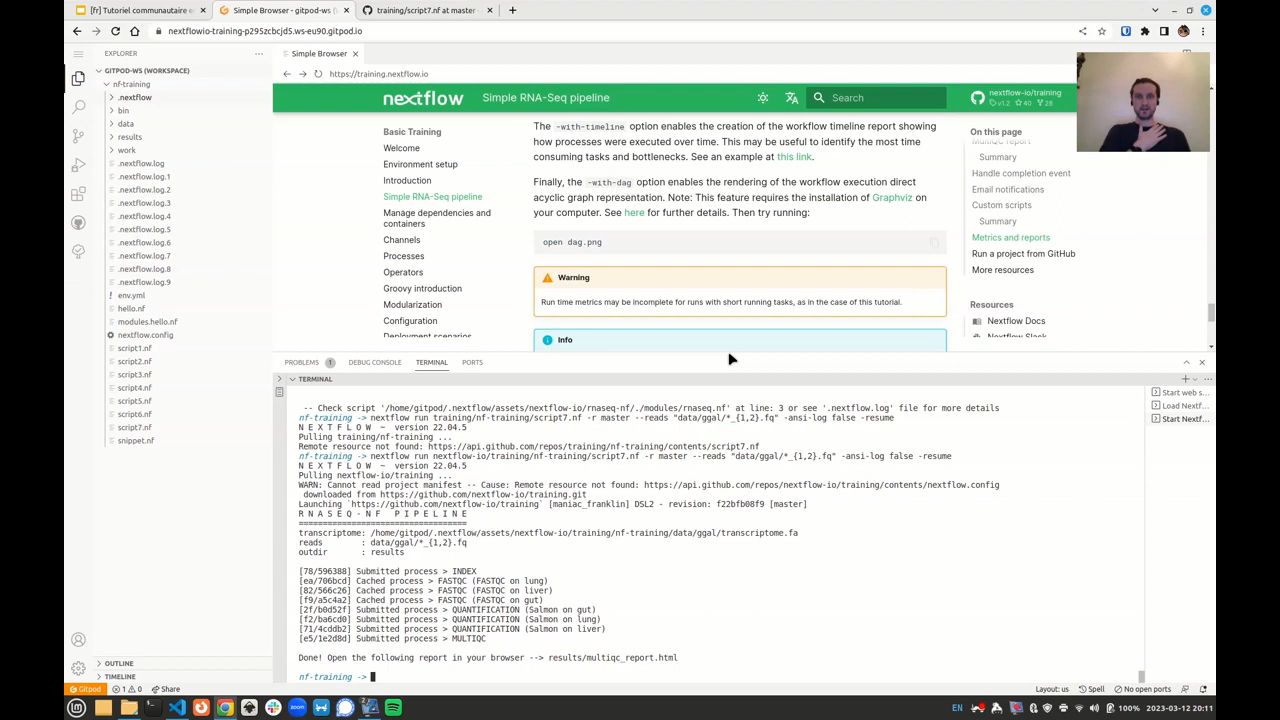 [fr] Tutoriel communautaire e
Simple Browser - gitpod-ws (
training/script7.nf at master
nextflowio-training-p295zcbcjd5.ws-eu90.gitpod.io
EXPLORER
Simple Browser
GITPOD-WS (WORKSPACE)
https://training.nextflow.io
nf-training
.nextflow
bin
data
results
work
.nextflow.log
.nextflow.log.1
.nextflow.log.2
.nextflow.log.3
.nextflow.log.4
.nextflow.log.5
.nextflow.log.6
.nextflow.log.7
.nextflow.log.8
.nextflow.log.9
env.yml
hello.nf
modules.hello.nf
nextflow.config
script1.nf
script2.nf
script3.nf
script4.nf
script5.nf
script6.nf
script7.nf
snippet.nf
OUTLINE
TIMELINE
nextflow
Simple RNA-Seq pipeline
Search
nextflow-io/training
v1.2 40 28
Basic Training
Welcome
Environment setup
Introduction
Simple RNA-Seq pipeline
Manage dependencies and
containers
Channels
Processes
Operators
Groovy introduction
Modularization
Configuration
Deployment scenarios
The -with-timeline option enables the creation of the workflow timeline report showing
how processes were executed over time. This may be useful to identify the most time
consuming tasks and bottlenecks. See an example at this link.
Finally, the -with-dag option enables the rendering of the workflow execution direct
acyclic graph representation. Note: This feature requires the installation of Graphviz on
your computer. See here for further details. Then try running:
open dag.png
Warning
Run time metrics may be incomplete for runs with short running tasks, as in the case of this tutorial.
Info
On this page
MultiQC report
Summary
Handle completion event
Email notifications
Custom scripts
Summary
Metrics and reports
Run a project from GitHub
More resources
Resources
Nextflow Docs
Nextflow Slack
PROBLEMS 1 DEBUG CONSOLE TERMINAL PORTS
TERMINAL
-- Check script '/home/gitpod/.nextflow/assets/nextflow-io/rnaseq-nf/./modules/rnaseq.nf' at line: 3 or see '.nextflow.log' file for more details
nf-training -> nextflow run training/nf-training/script7.nf -r master --reads "data/ggal/*_{1,2}.fq" -ansi-log false -resume
N E X T F L O W ~ version 22.04.5
Pulling training/nf-training ...
Remote resource not found: https://api.github.com/repos/training/nf-training/contents/script7.nf
nf-training -> nextflow run nextflow-io/training/nf-training/script7.nf -r master --reads "data/ggal/*_{1,2}.fq" -ansi-log false -resume
N E X T F L O W ~ version 22.04.5
Pulling nextflow-io/training ...
WARN: Cannot read project manifest -- Cause: Remote resource not found: https://api.github.com/repos/nextflow-io/training/contents/nextflow.config
downloaded from https://github.com/nextflow-io/training.git
Launching `https://github.com/nextflow-io/training` [maniac_franklin] DSL2 - revision: f22bfb08f9 [master]
R N A S E Q - N F   P I P E L I N E
===================================
transcriptome: /home/gitpod/.nextflow/assets/nextflow-io/training/nf-training/data/ggal/transcriptome.fa
reads : data/ggal/*_{1,2}.fq
outdir : results
[78/596388] Submitted process > INDEX
[ea/706bcd] Cached process > FASTQC (FASTQC on lung)
[82/566c26] Cached process > FASTQC (FASTQC on liver)
[f9/a5c4a2] Cached process > FASTQC (FASTQC on gut)
[2f/b0d52f] Submitted process > QUANTIFICATION (Salmon on gut)
[f2/ba6cd0] Submitted process > QUANTIFICATION (Salmon on lung)
[71/4cddb2] Submitted process > QUANTIFICATION (Salmon on liver)
[e5/1e2d8d] Submitted process > MULTIQC
Done! Open the following report in your browser --> results/multiqc_report.html
nf-training ->
Start web s...
Load Nextf...
Start Nextf...
Gitpod 1 0 Share
Layout: us Spell No open ports
EN 100% 2023-03-12 20:11